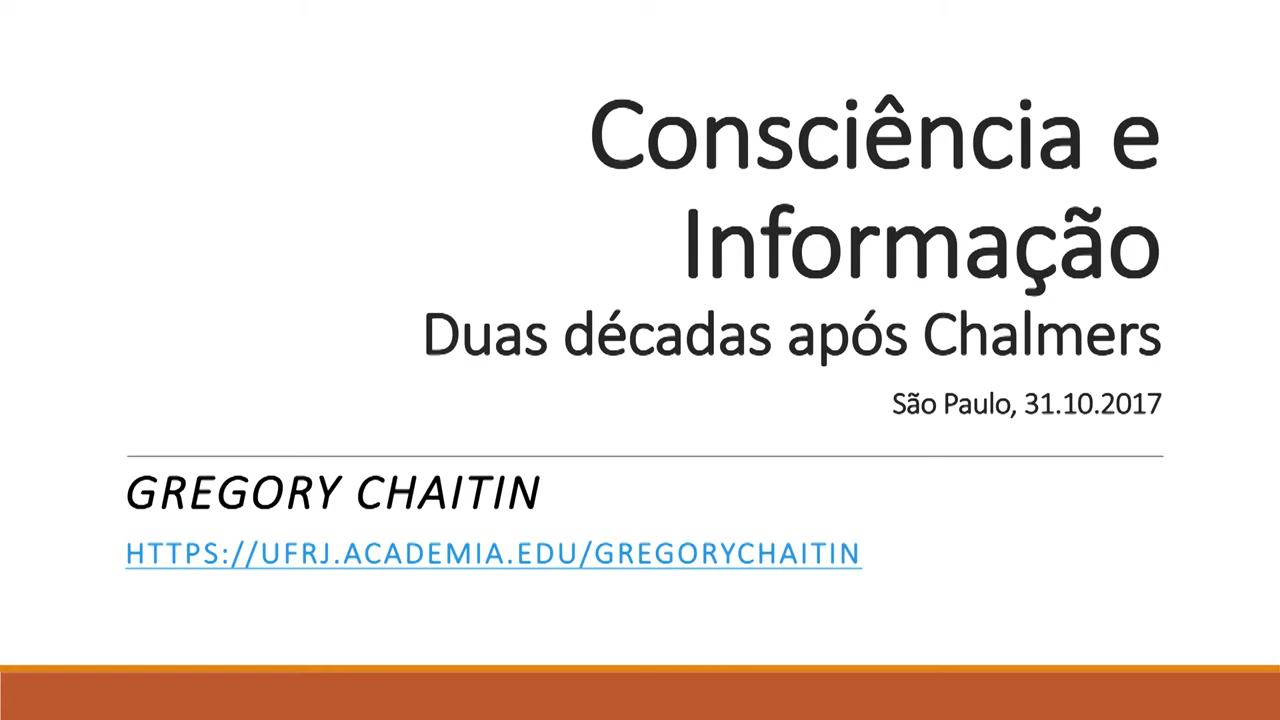 Consciência e
Informação
Duas décadas após Chalmers
São Paulo, 31.10.2017
GREGORY CHAITIN
HTTPS://UFRJ.ACADEMIA.EDU/GREGORYCHAITIN